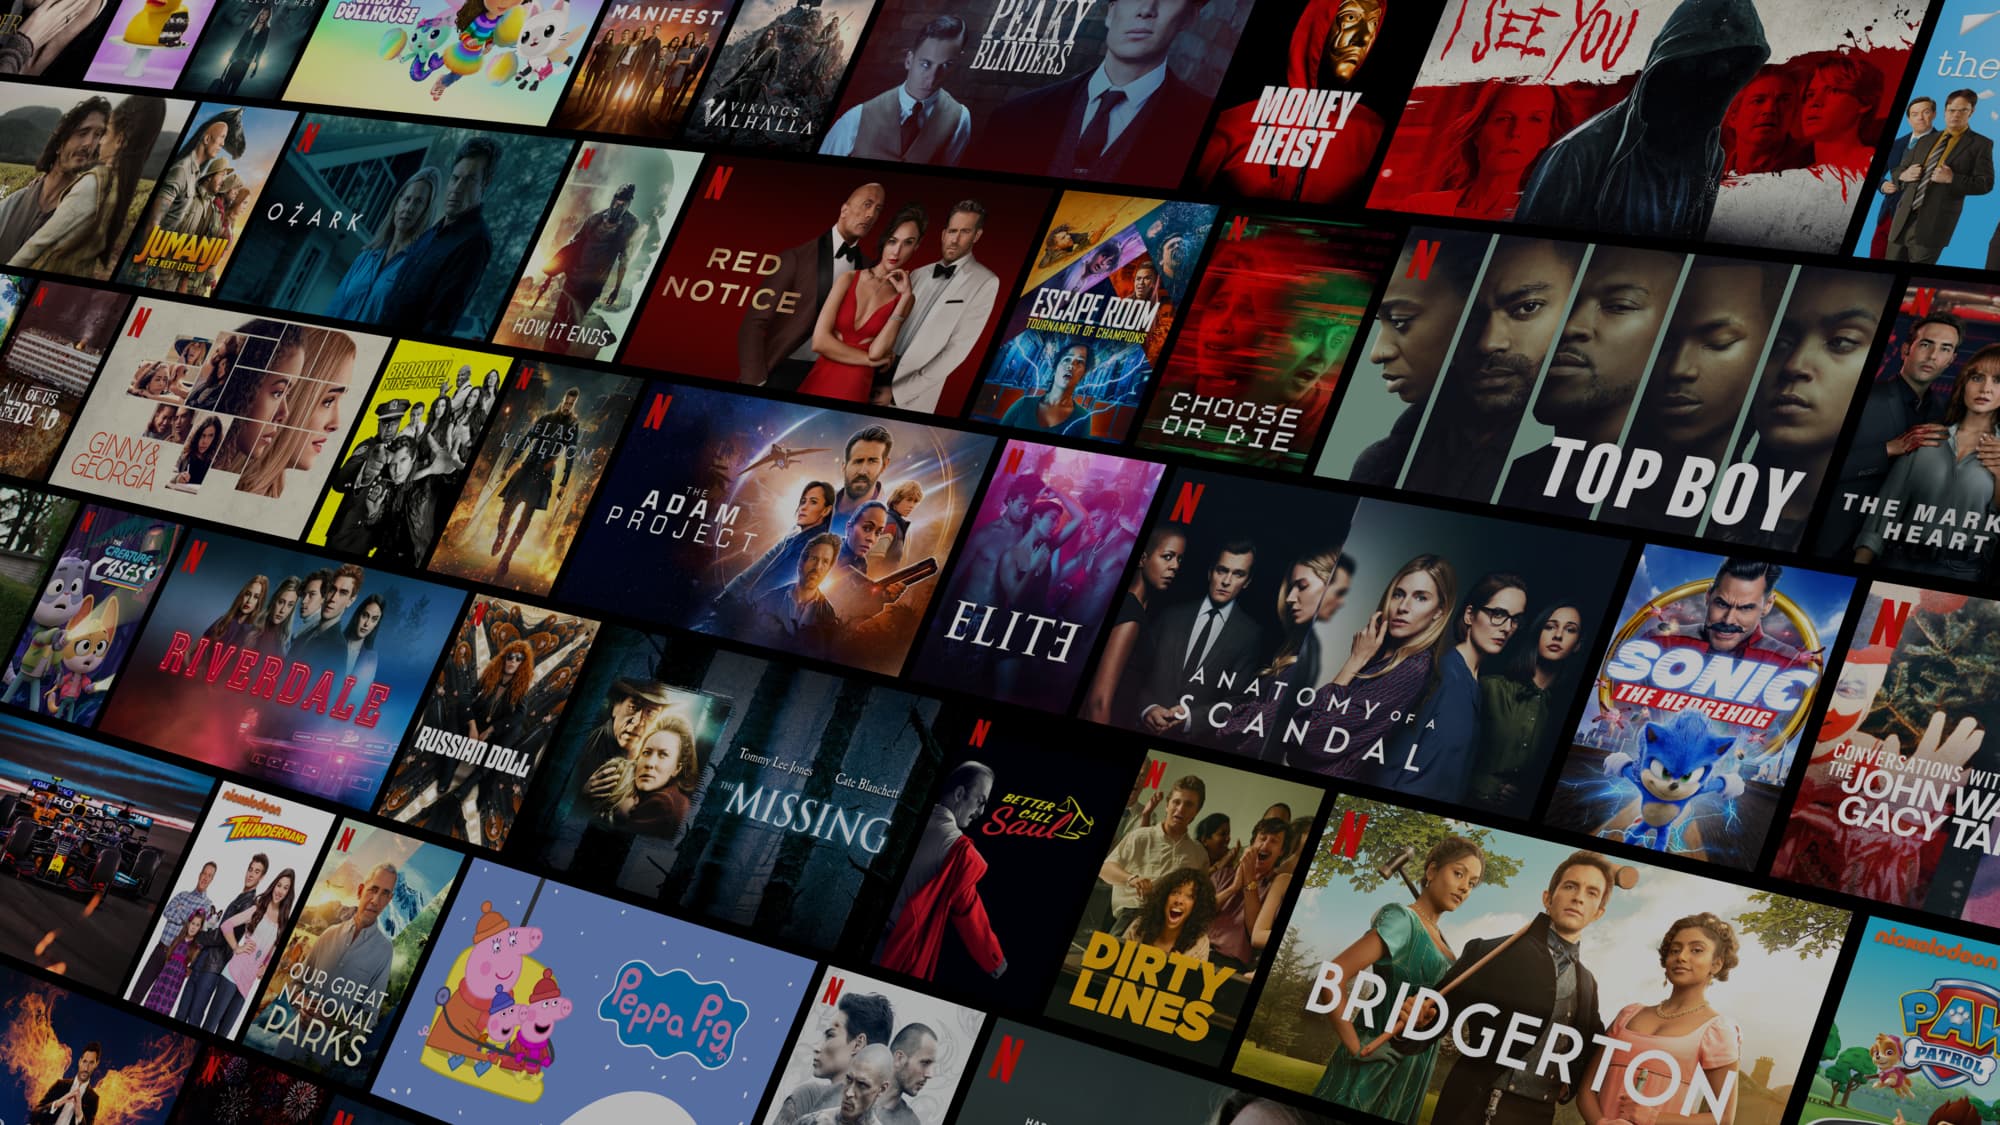 GABBY'S
DOLLHOUSE
MANIFEST
VIKINGS
VALHALLA
PEAKY
BLINDERS
MONEY
HEIST
I SEE YOU
the
JUMANJI
THE NEXT LEVEL
OZARK
HOW IT ENDS
RED
NOTICE
ESCAPE ROOM
TOURNAMENT OF CHAMPIONS
CHOOSE
OR DIE
TOP BOY
THE MARK
HEART
ALL OF US
ARE DEAD
GINNY&
GEORGIA
BROOKLYN
NINE-NINE
THE LAST
KINGDOM
THE
ADAM
PROJECT
ELITE
ANATOMY OF A
SCANDAL
SONIC
THE HEDGEHOG
CONVERSATIONS WIT
THE JOHN WA
GACY TA
THE
CREATURE
CASES
RIVERDALE
RUSSIAN DOLL
Tommy Lee Jones Cate Blanchett
THE MISSING
BETTER
CALL
Saul
DIRTY
LINES
BRIDGERTON
nickelodeon
PAW
PATROL
HONDA
nickelodeon
THE
THUNDERMANS
OUR GREAT
NATIONAL
PARKS
Peppa Pig